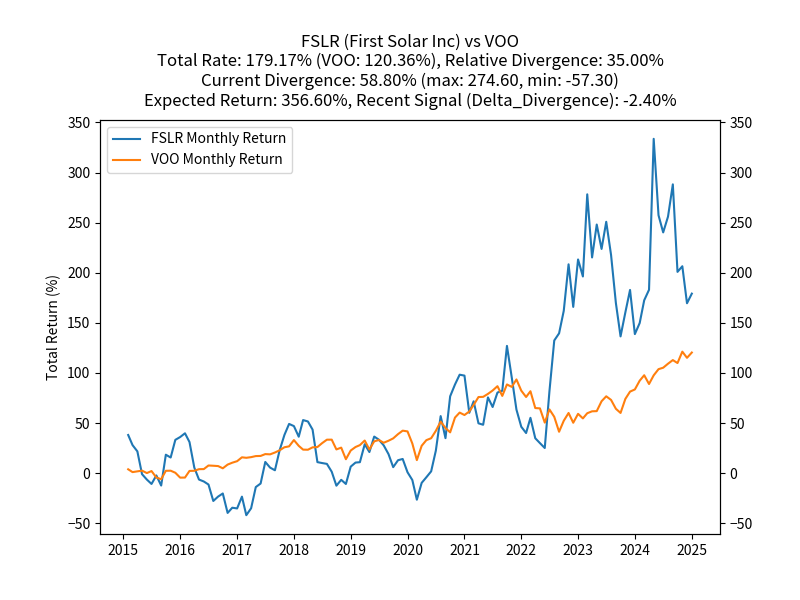 FSLR (First Solar Inc) vs VOO
Total Rate: 179.17% (VOO: 120.36%), Relative Divergence: 35.00%
Current Divergence: 58.80% (max: 274.60, min: -57.30)
Expected Return: 356.60%, Recent Signal (Delta_Divergence): -2.40%
FSLR Monthly Return
VOO Monthly Return
Total Return (%)
350
300
250
200
150
100
50
0
−50
350
300
250
200
150
100
50
0
−50
2015 2016 2017 2018 2019 2020 2021 2022 2023 2024 2025